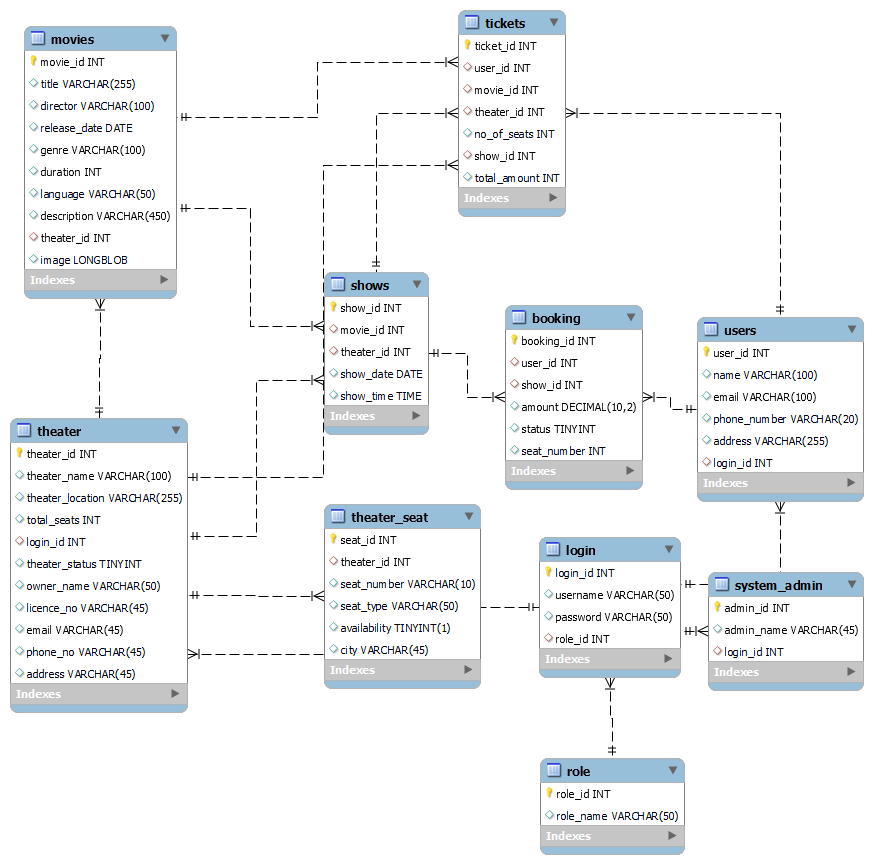 movies
movie_id INT
title VARCHAR(255)
director VARCHAR(100)
release_date DATE
genre VARCHAR(100)
duration INT
language VARCHAR(50)
description VARCHAR(450)
theater_id INT
image LONGBLOB
Indexes
tickets
ticket_id INT
user_id INT
movie_id INT
theater_id INT
no_of_seats INT
show_id INT
total_amount INT
Indexes
shows
show_id INT
movie_id INT
theater_id INT
show_date DATE
show_time TIME
Indexes
booking
booking_id INT
user_id INT
show_id INT
amount DECIMAL(10,2)
status TINYINT
seat_number INT
Indexes
users
user_id INT
name VARCHAR(100)
email VARCHAR(100)
phone_number VARCHAR(20)
address VARCHAR(255)
login_id INT
Indexes
theater
theater_id INT
theater_name VARCHAR(100)
theater_location VARCHAR(255)
total_seats INT
login_id INT
theater_status TINYINT
owner_name VARCHAR(50)
licence_no VARCHAR(45)
email VARCHAR(45)
phone_no VARCHAR(45)
address VARCHAR(45)
Indexes
theater_seat
seat_id INT
theater_id INT
seat_number VARCHAR(10)
seat_type VARCHAR(50)
availability TINYINT(1)
city VARCHAR(45)
Indexes
login
login_id INT
username VARCHAR(50)
password VARCHAR(50)
role_id INT
Indexes
system_admin
admin_id INT
admin_name VARCHAR(45)
login_id INT
Indexes
role
role_id INT
role_name VARCHAR(50)
Indexes